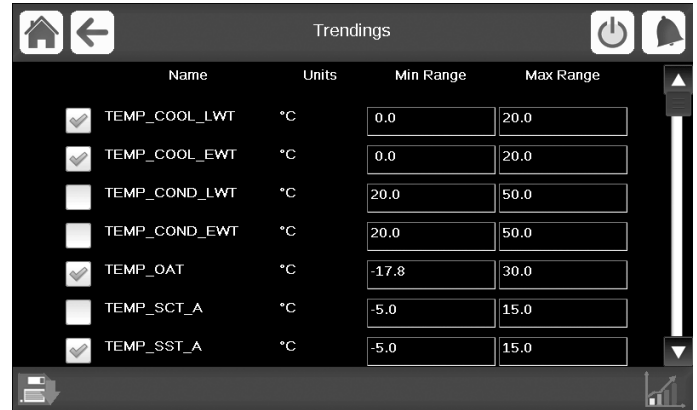 Trendings
Name Units Min Range Max Range
TEMP_COOL_LWT °C 0.0 20.0
TEMP_COOL_EWT °C 0.0 20.0
TEMP_COND_LWT °C 20.0 50.0
TEMP_COND_EWT °C 20.0 50.0
TEMP_OAT °C -17.8 30.0
TEMP_SCT_A °C -5.0 15.0
TEMP_SST_A °C -5.0 15.0